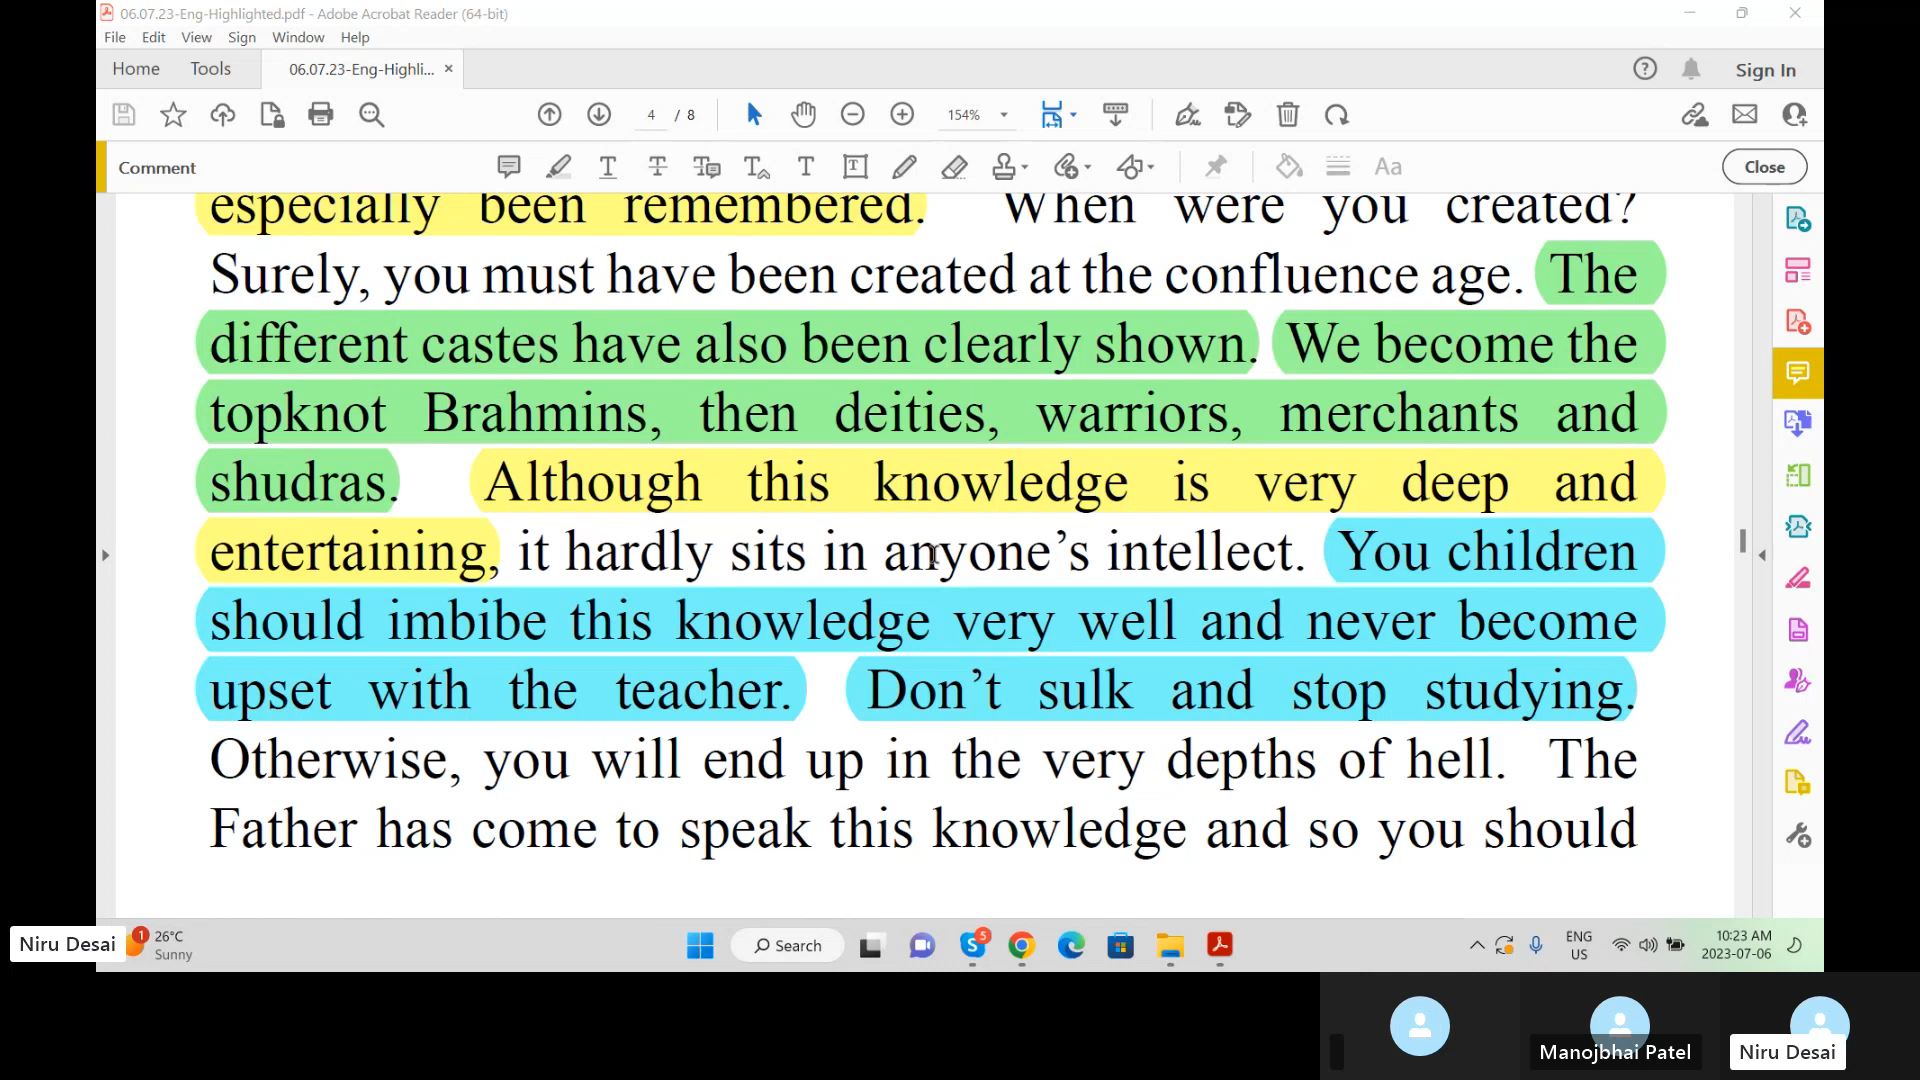 06.07.23-Eng-Highlighted.pdf - Adobe Acrobat Reader (64-bit)
File Edit View Sign Window Help
Home Tools 06.07.23-Eng-Highli... × Sign In
4 / 8 154%
Comment Aa Close
especially been remembered. When were you created?
Surely, you must have been created at the confluence age. The
different castes have also been clearly shown. We become the
topknot Brahmins, then deities, warriors, merchants and
shudras. Although this knowledge is very deep and
entertaining, it hardly sits in anyone’s intellect. You children
should imbibe this knowledge very well and never become
upset with the teacher. Don’t sulk and stop studying.
Otherwise, you will end up in the very depths of hell. The
Father has come to speak this knowledge and so you should
Niru Desai
1
26°C
Sunny
Search
5
ENG
US
10:23 AM
2023-07-06
Manojbhai Patel
Niru Desai